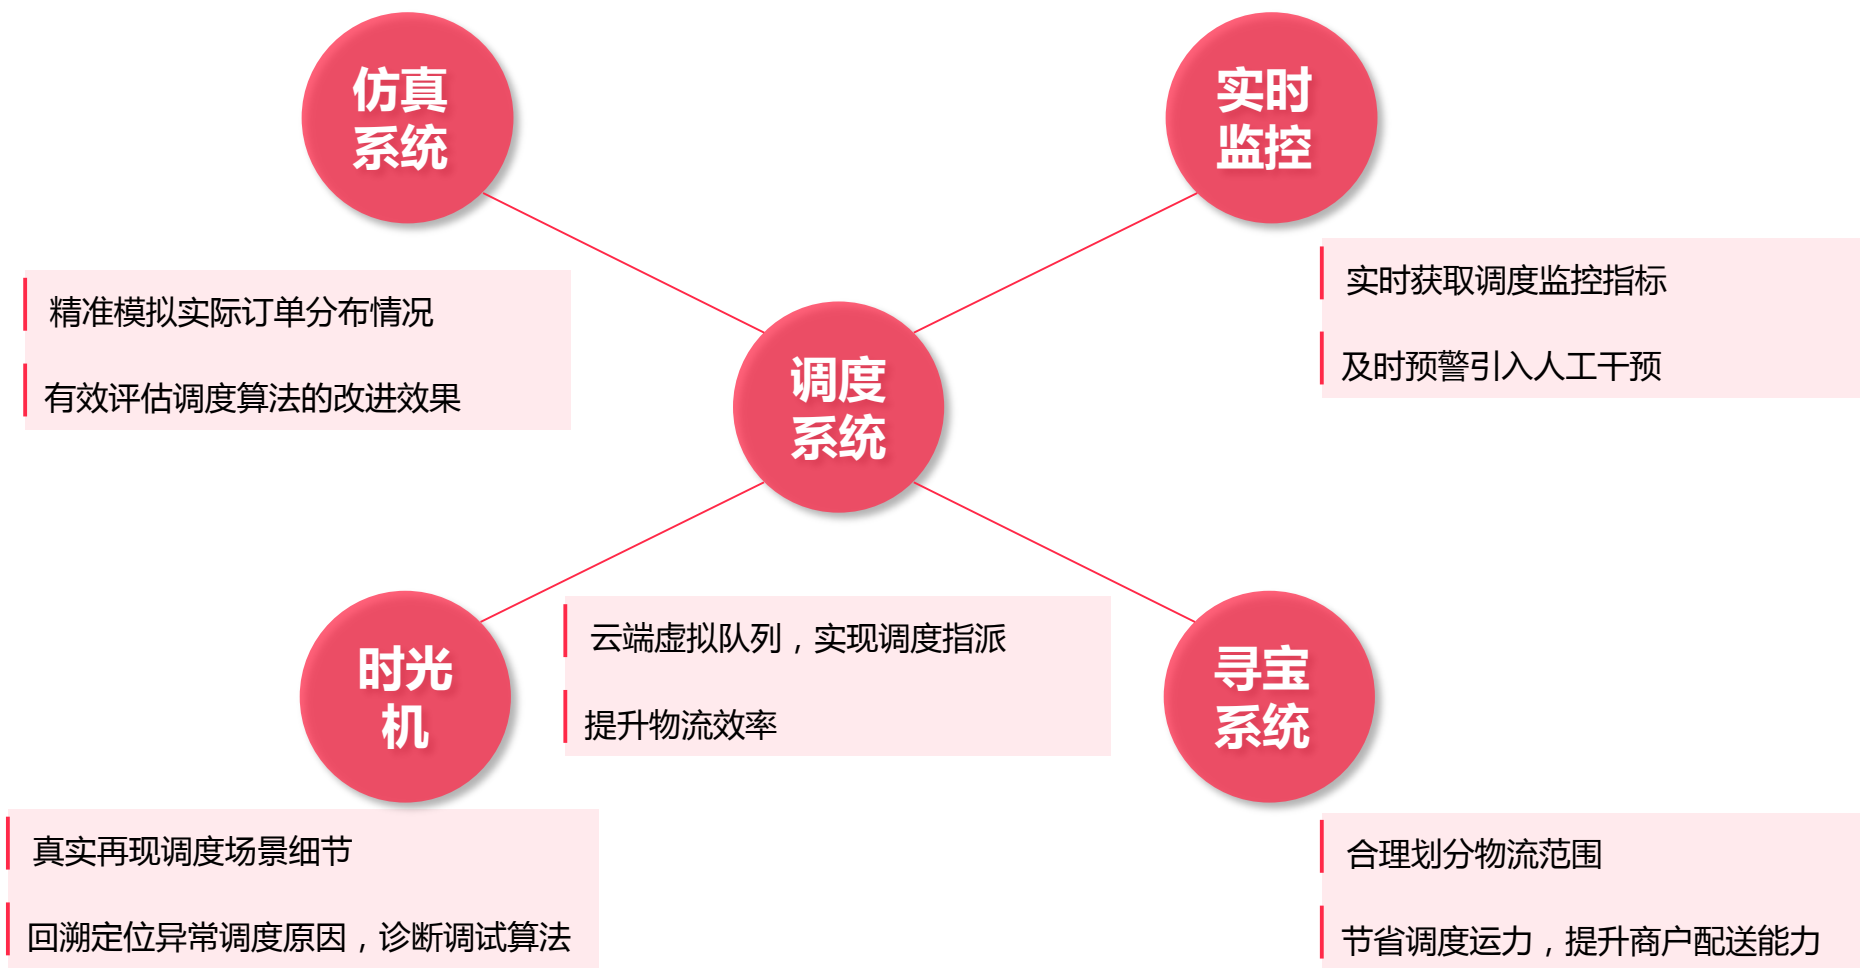 仿真
系统
实时
监控
实时获取调度监控指标
及时预警引入人工干预
精准模拟实际订单分布情况
有效评估调度算法的改进效果
调度
系统
时光
机
云端虚拟队列，实现调度指派
提升物流效率
寻宝
系统
真实再现调度场景细节
回溯定位异常调度原因，诊断调试算法
合理划分物流范围
节省调度运力，提升商户配送能力